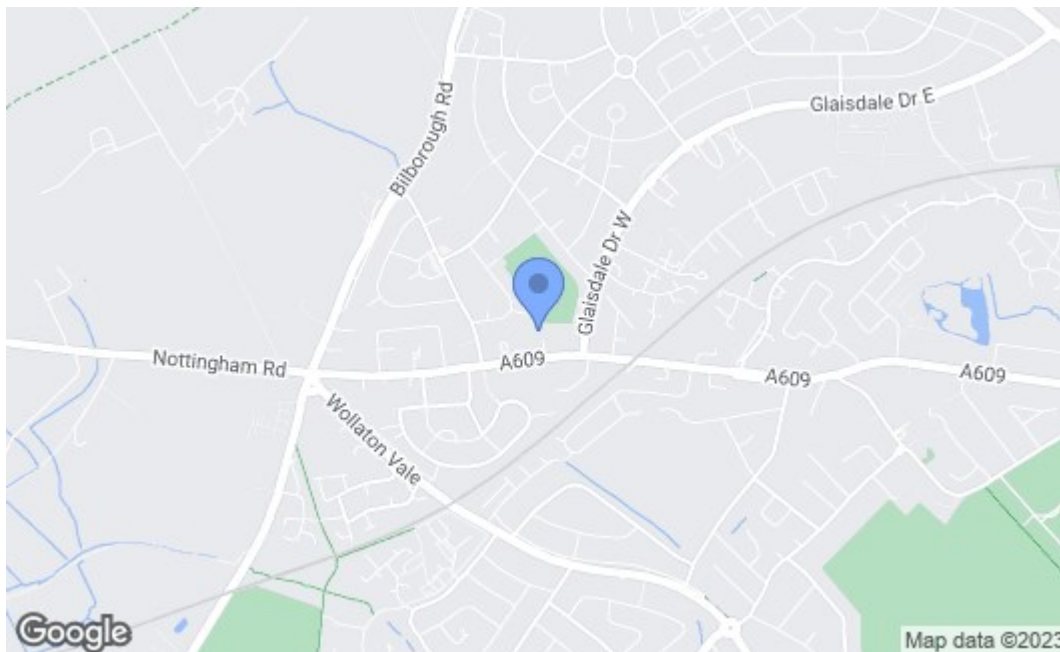 Bilborough Rd
Glaisdale Dr E
Glaisdale Dr W
Nottingham Rd
A609
A609
A609
Wollaton Vale
Google
Map data ©2023